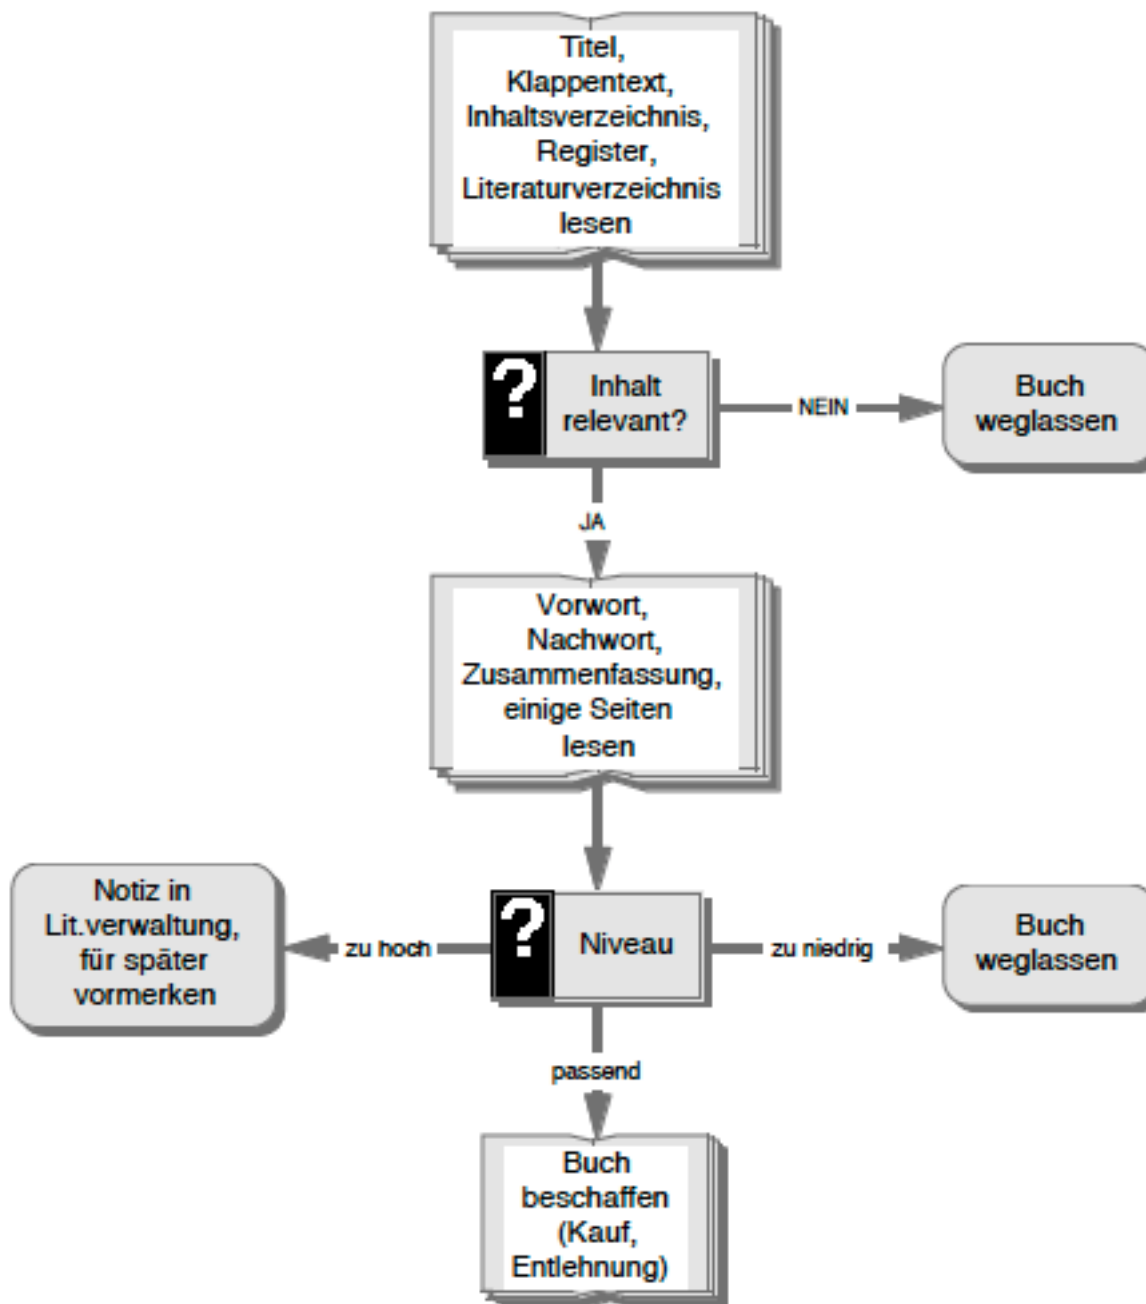 Titel,
Klappentext,
Inhaltsverzeichnis,
Register,
Literaturverzeichnis
lesen
?
Inhalt
relevant?
NEIN
Buch
weglassen
JA
Vorwort,
Nachwort,
Zusammenfassung,
einige Seiten
lesen
Notiz in
Lit.verwaltung,
für später
vormerken
zu hoch
?
Niveau
zu niedrig
Buch
weglassen
passend
Buch
beschaffen
(Kauf,
Entlehnung)